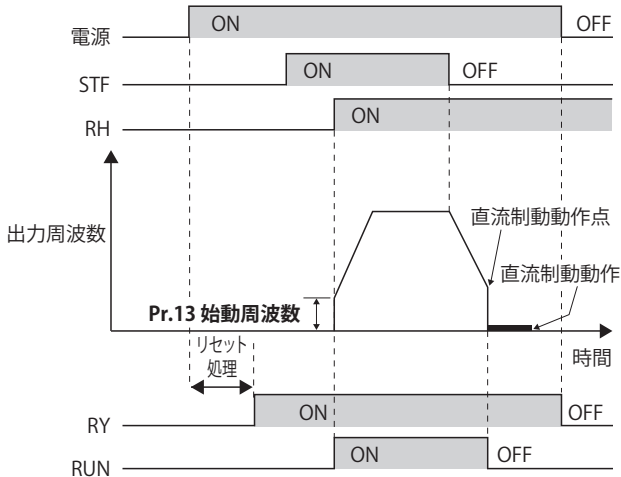 電源 ON OFF
STF ON OFF
RH ON
出力周波数
直流制動動作点
直流制動動作
Pr.13 始動周波数
時間
リセット
処理
RY ON OFF
RUN ON OFF